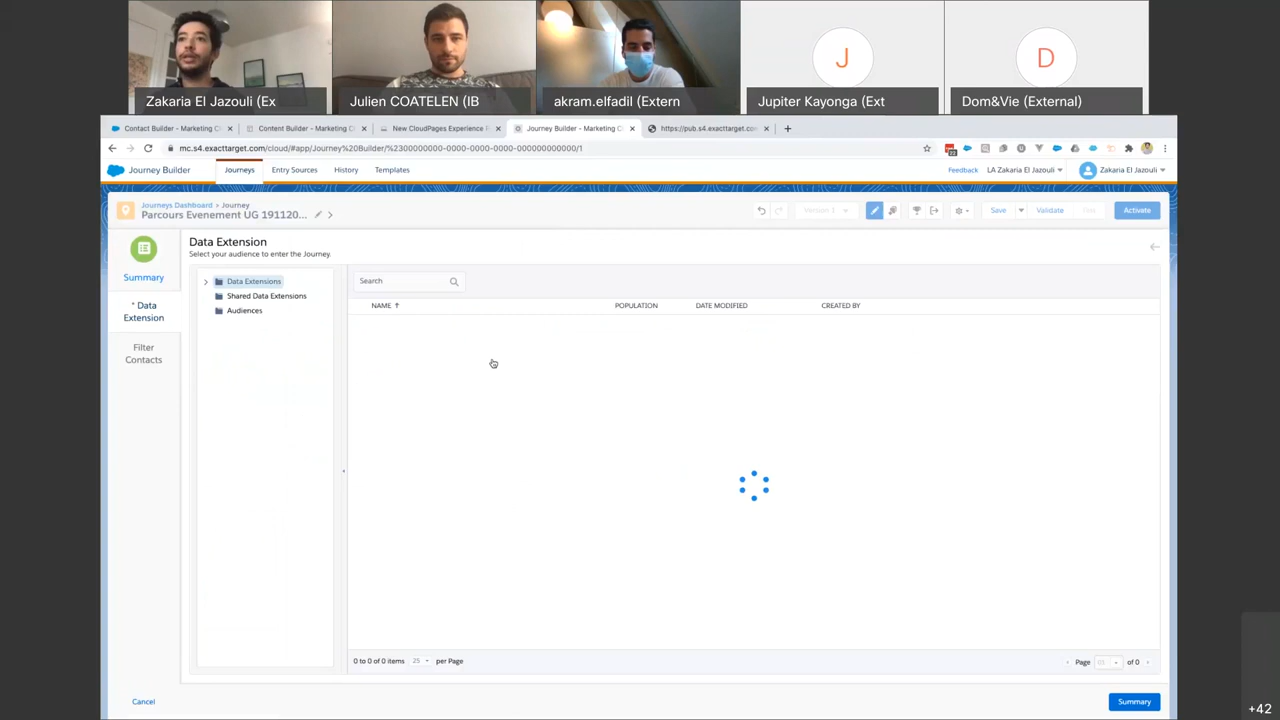 Zakaria El Jazouli (Ex
Julien COATELEN (IB
akram.elfadil (Extern
J
Jupiter Kayonga (Ext
D
Dom&Vie (External)
Contact Builder - Marketing C
Content Builder - Marketing C
New CloudPages Experience
Journey Builder - Marketing C
https://pub.s4.exacttarget.co
mc.s4.exacttarget.com/cloud/#app/Journey%20Builder/%2300000000-0000-0000-0000-000000000000/1
Journey Builder
Journeys
Entry Sources
History
Templates
Feedback
LA Zakaria El Jazouli
Zakaria El Jazouli
Journeys Dashboard > Journey
Parcours Evenement UG 191120...
Version 1
Save
Validate
Activate
Summary
* Data
Extension
Filter
Contacts
Data Extension
Select your audience to enter the Journey.
Data Extensions
Shared Data Extensions
Audiences
Search
NAME
POPULATION
DATE MODIFIED
CREATED BY
0 to 0 of 0 items
25
per Page
Page
of 0
Cancel
Summary
+42